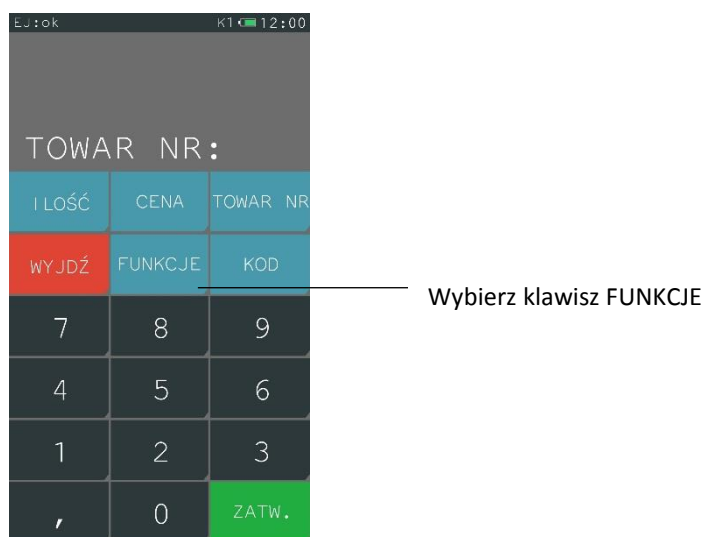 EJ:ok K1 12:00
TOWAR NR:
ILOŚĆ CENA TOWAR NR
WYJDŹ FUNKCJE KOD
Wybierz klawisz FUNKCJE
7 8 9
4 5 6
1 2 3
, 0 ZATW.